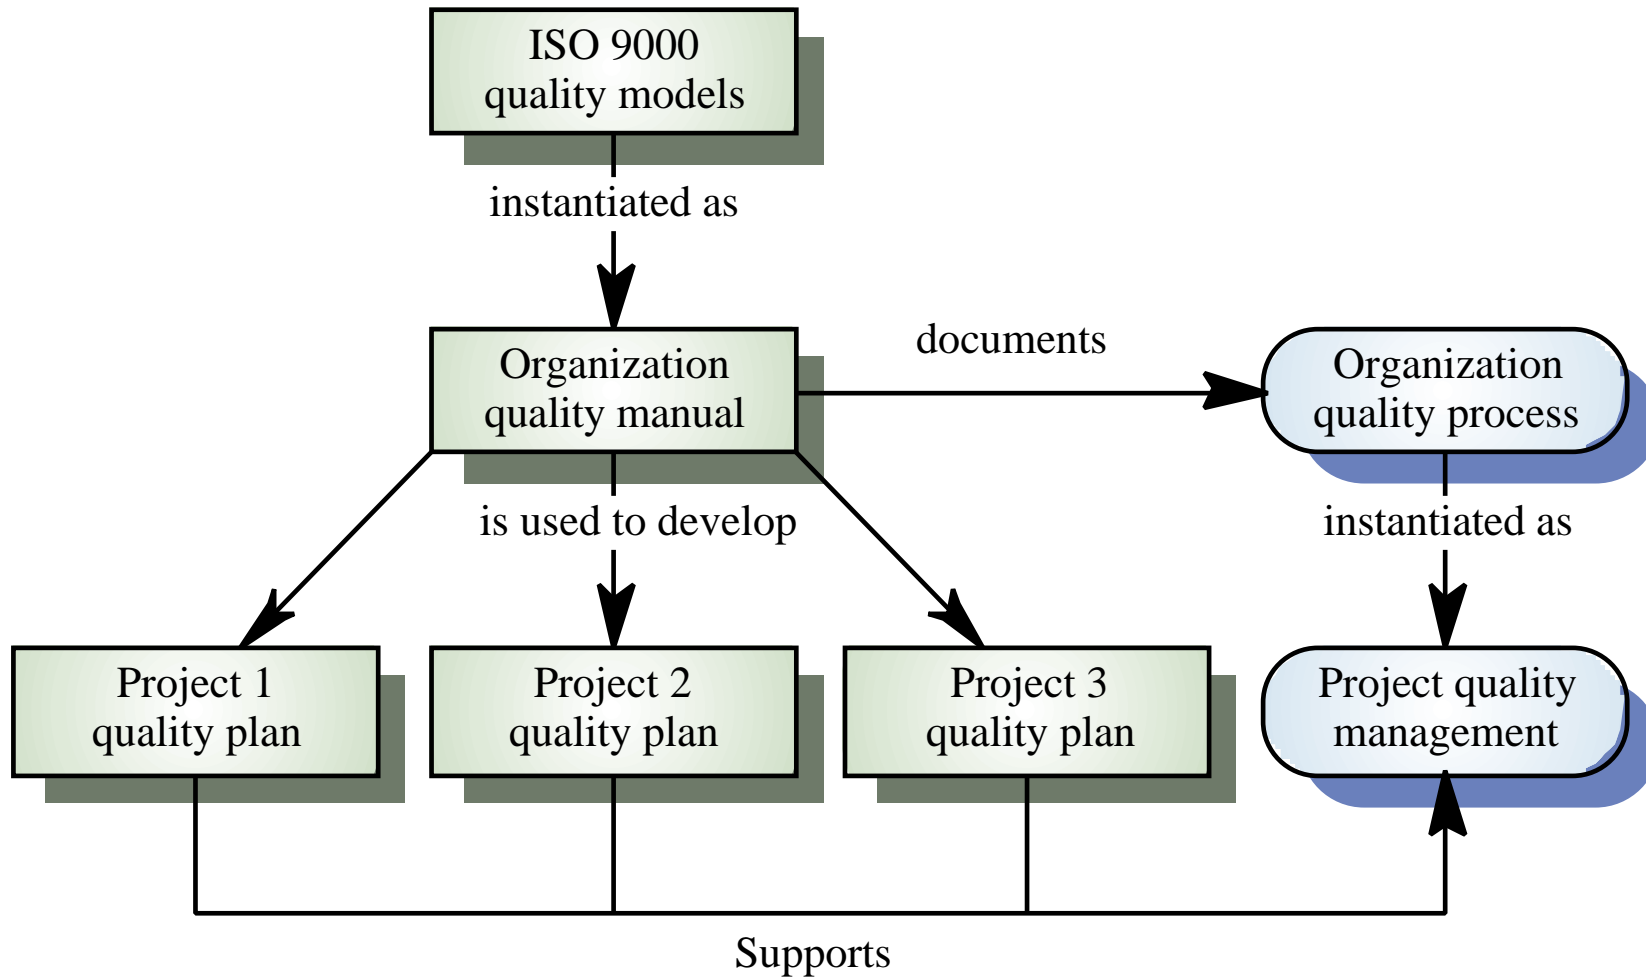 ISO 9000
quality models
instantiated as
documents
Organization
quality manual
Organization
quality process
is used to develop
instantiated as
Project 1
quality plan
Project 2
quality plan
Project 3
quality plan
Project quality
management
Supports